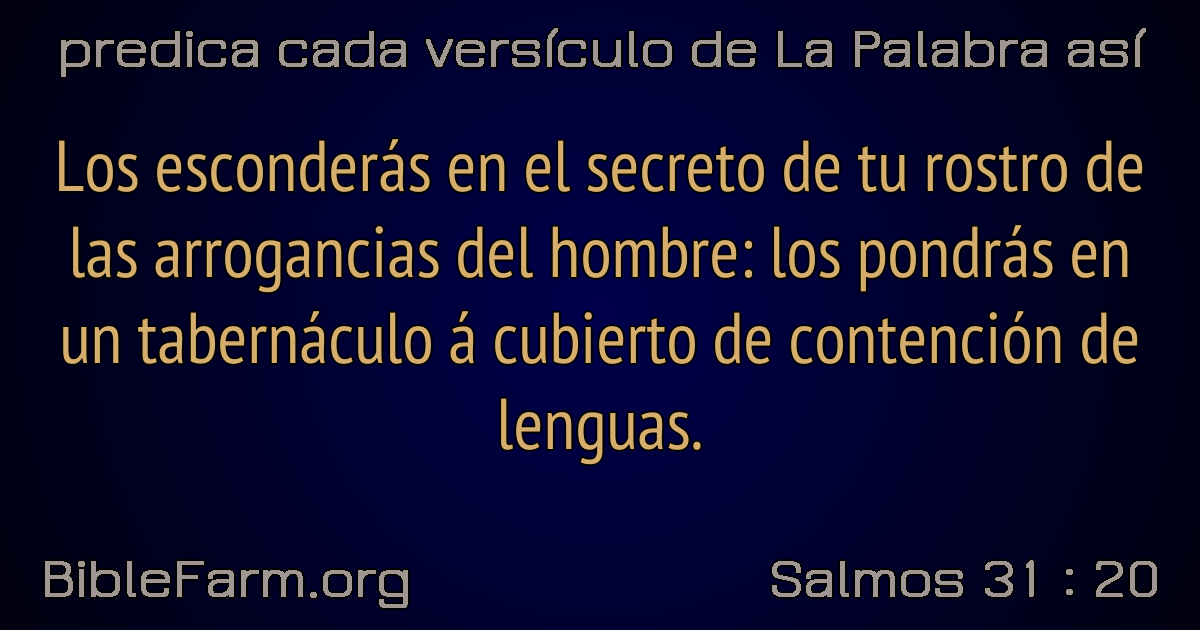 predica cada versículo de La Palabra así
Los esconderás en el secreto de tu rostro de
las arrogancias del hombre: los pondrás en
un tabernáculo á cubierto de contención de
lenguas.
BibleFarm.org
Salmos 31 : 20